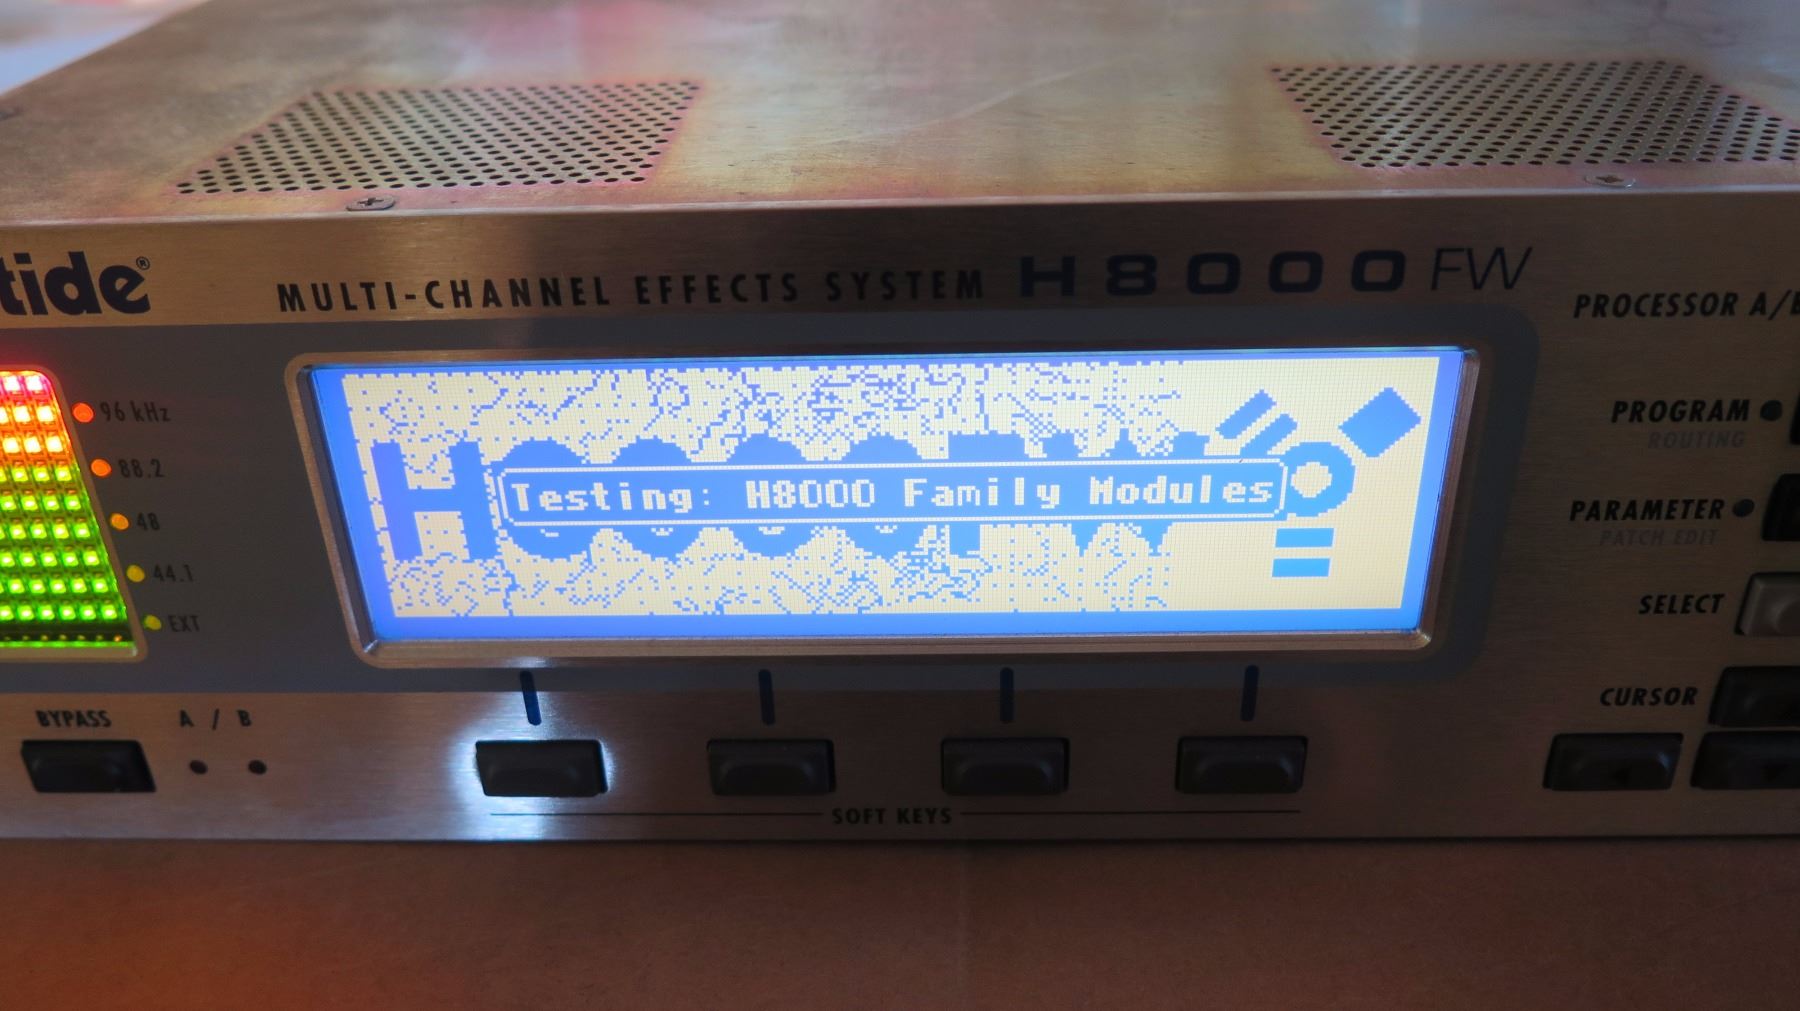 tide®
MULTI-CHANNEL EFFECTS SYSTEM H8000FW
PROCESSOR A/B
96 kHz
88.2
48
44.1
EXT
Testing: H8000 Family Modules
PROGRAM
ROUTING
PARAMETER
PATCH EDIT
SELECT
CURSOR
BYPASS
A / B
SOFT KEYS